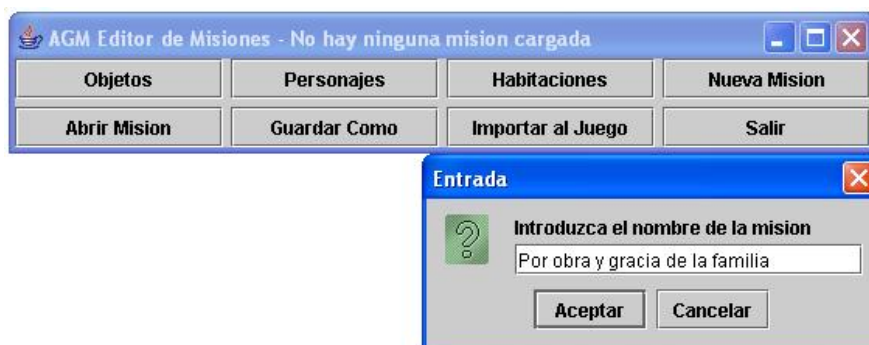 AGM Editor de Misiones - No hay ninguna mision cargada
Objetos Personajes Habitaciones Nueva Mision
Abrir Mision Guardar Como Importar al Juego Salir
Entrada
Introduzca el nombre de la mision
Por obra y gracia de la familia
Aceptar Cancelar